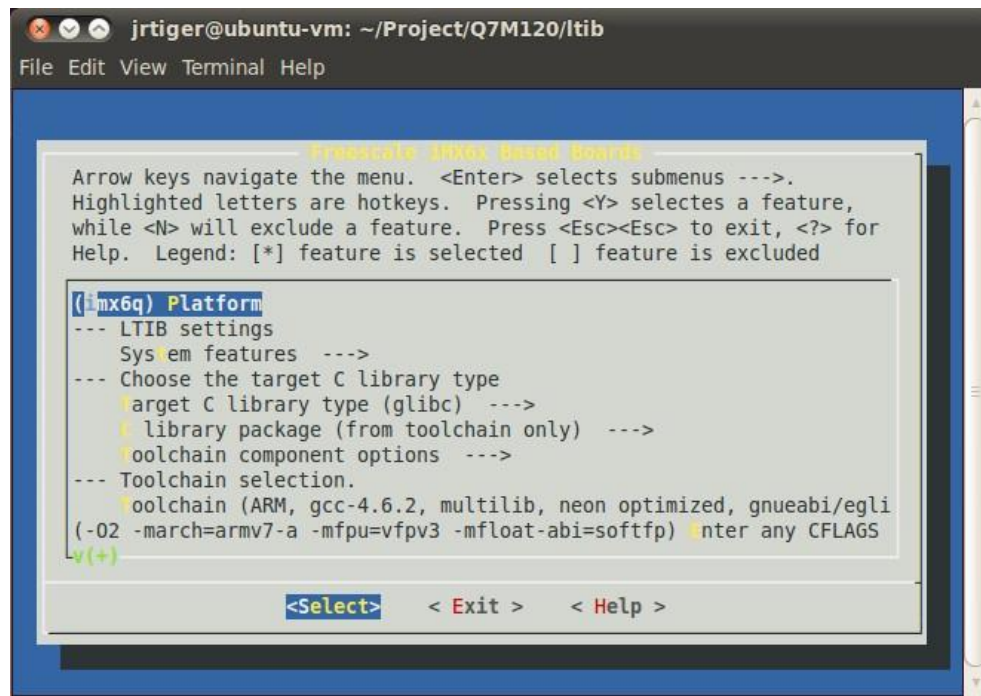 jrtiger@ubuntu-vm: ~/Project/Q7M120/ltib
File Edit View Terminal Help
Freescale iMX6x Based Boards
Arrow keys navigate the menu. <Enter> selects submenus --->.
Highlighted letters are hotkeys. Pressing <Y> selectes a feature,
while <N> will exclude a feature. Press <Esc><Esc> to exit, <?> for
Help. Legend: [*] feature is selected [ ] feature is excluded
(imx6q) Platform
--- LTIB settings
System features --->
--- Choose the target C library type
Target C library type (glibc) --->
C library package (from toolchain only) --->
Toolchain component options --->
--- Toolchain selection.
Toolchain (ARM, gcc-4.6.2, multilib, neon optimized, gnueabi/egli
(-O2 -march=armv7-a -mfpu=vfpv3 -mfloat-abi=softfp) Enter any CFLAGS
v(+)
<Select> < Exit > < Help >